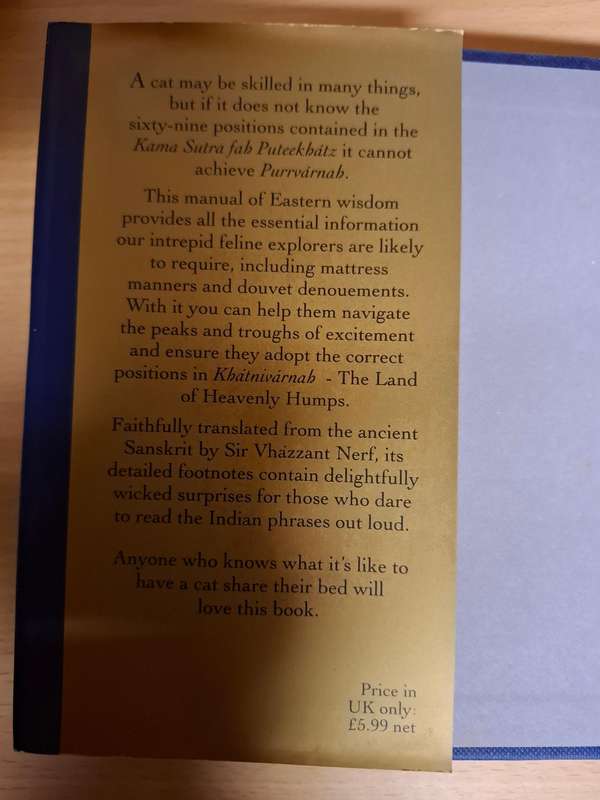 A cat may be skilled in many things,
but if it does not know the
sixty-nine positions contained in the
Kama Sutra fah Puteekhátz it cannot
achieve Purrvárnah.
This manual of Eastern wisdom
provides all the essential information
our intrepid feline explorers are likely
to require, including mattress
manners and douvet denouements.
With it you can help them navigate
the peaks and troughs of excitement
and ensure they adopt the correct
positions in Khátnivárnah - The Land
of Heavenly Humps.
Faithfully translated from the ancient
Sanskrit by Sir Vházzant Nerf, its
detailed footnotes contain delightfully
wicked surprises for those who dare
to read the Indian phrases out loud.
Anyone who knows what it's like to
have a cat share their bed will
love this book.
Price in
UK only:
£5.99 net